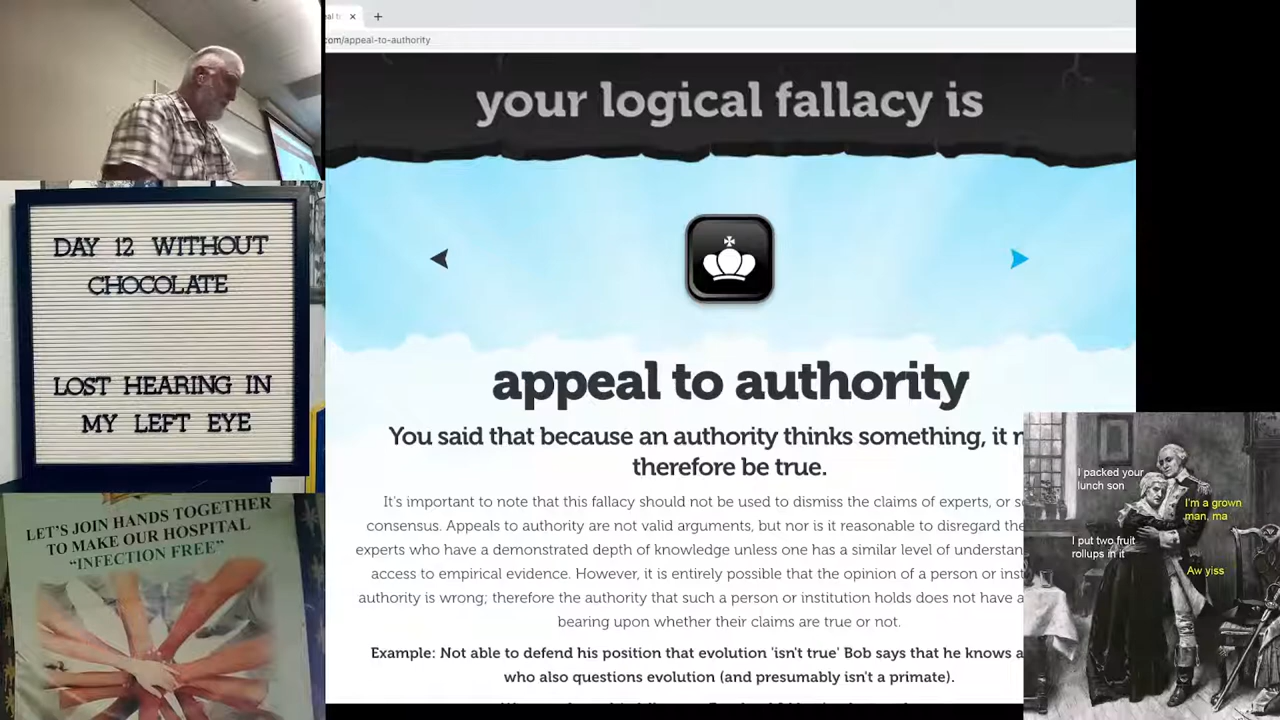 DAY 12 WITHOUT
CHOCOLATE
LOST HEARING IN
MY LEFT EYE
LET'S JOIN HANDS TOGETHER
TO MAKE OUR HOSPITAL
"INFECTION FREE"
com/appeal-to-authority
your logical fallacy is
appeal to authority
You said that because an authority thinks something, it
therefore be true.
It's important to note that this fallacy should not be used to dismiss the claims of experts, or
consensus. Appeals to authority are not valid arguments, but nor is it reasonable to disregard the
experts who have a demonstrated depth of knowledge unless one has a similar level of
access to empirical evidence. However, it is entirely possible that the opinion of a person or
authority is wrong; therefore the authority that such a person or institution holds does not have
bearing upon whether their claims are true or not.
Example: Not able to defend his position that evolution 'isn't true' Bob says that he knows
who also questions evolution (and presumably isn't a primate).
I packed your
lunch son
I'm a grown
man, ma
I put two fruit
rollups in it
Aw yiss